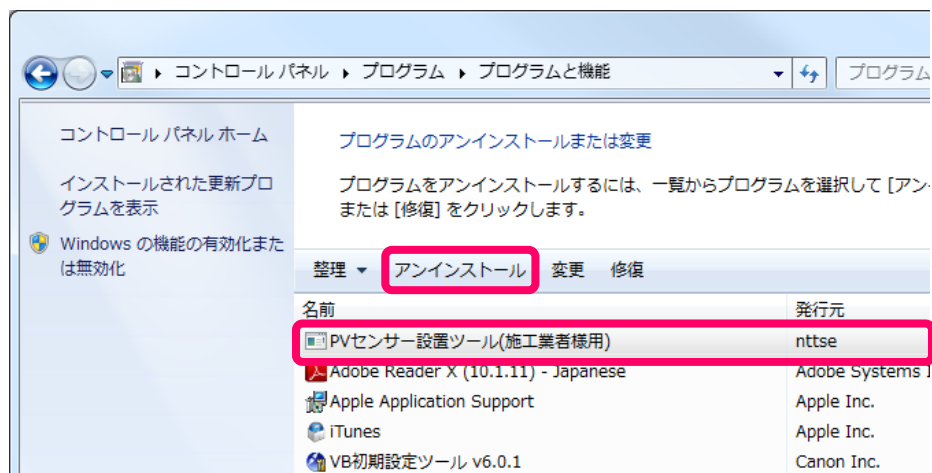 コントロール パネル ▸ プログラム ▸ プログラムと機能
プログラム
コントロール パネル ホーム
インストールされた更新プロ
グラムを表示
Windows の機能の有効化また
は無効化
プログラムのアンインストールまたは変更
プログラムをアンインストールするには、一覧からプログラムを選択して [アン
または [修復] をクリックします。
整理 アンインストール 変更 修復
名前 発行元
PVセンサー設置ツール(施工業者様用) nttse
Adobe Reader X (10.1.11) - Japanese Adobe Systems
Apple Application Support Apple Inc.
iTunes Apple Inc.
VB初期設定ツール v6.0.1 Canon Inc.